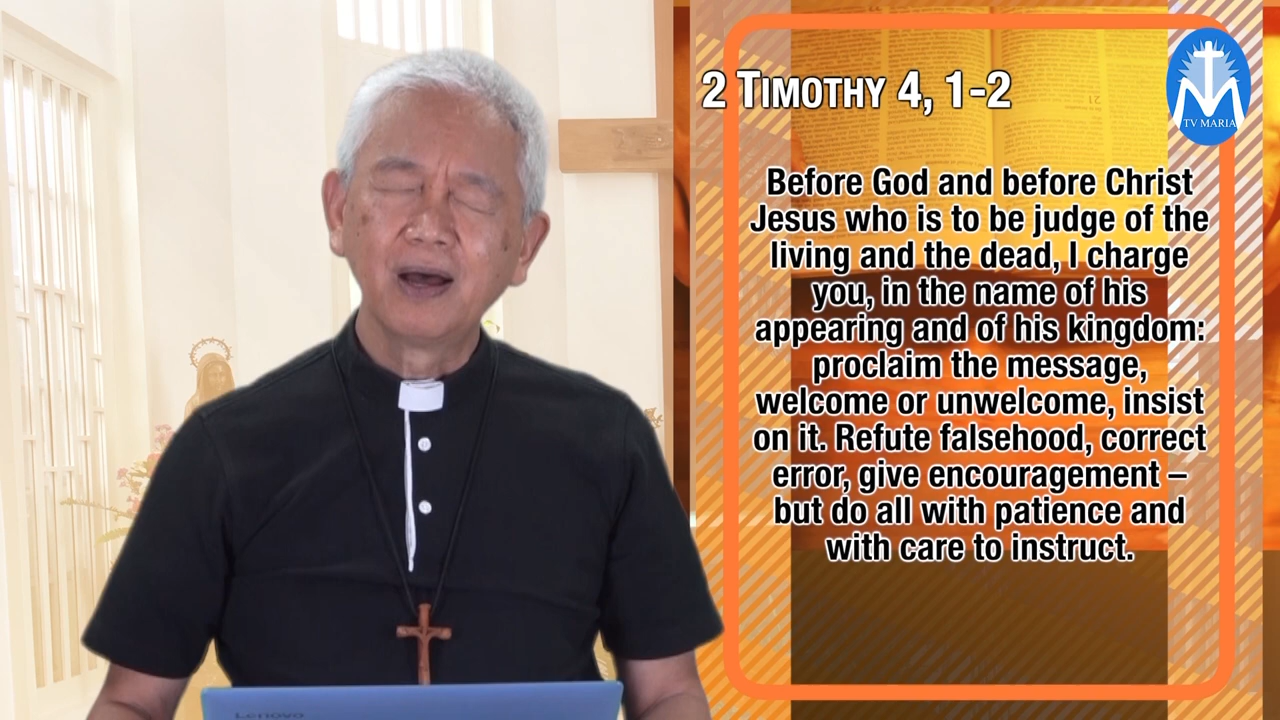 2 Timothy 4, 1-2
TV MARIA
Before God and before Christ
Jesus who is to be judge of the
living and the dead, I charge
you, in the name of his
appearing and of his kingdom:
proclaim the message,
welcome or unwelcome, insist
on it. Refute falsehood, correct
error, give encouragement –
but do all with patience and
with care to instruct.
Lenovo